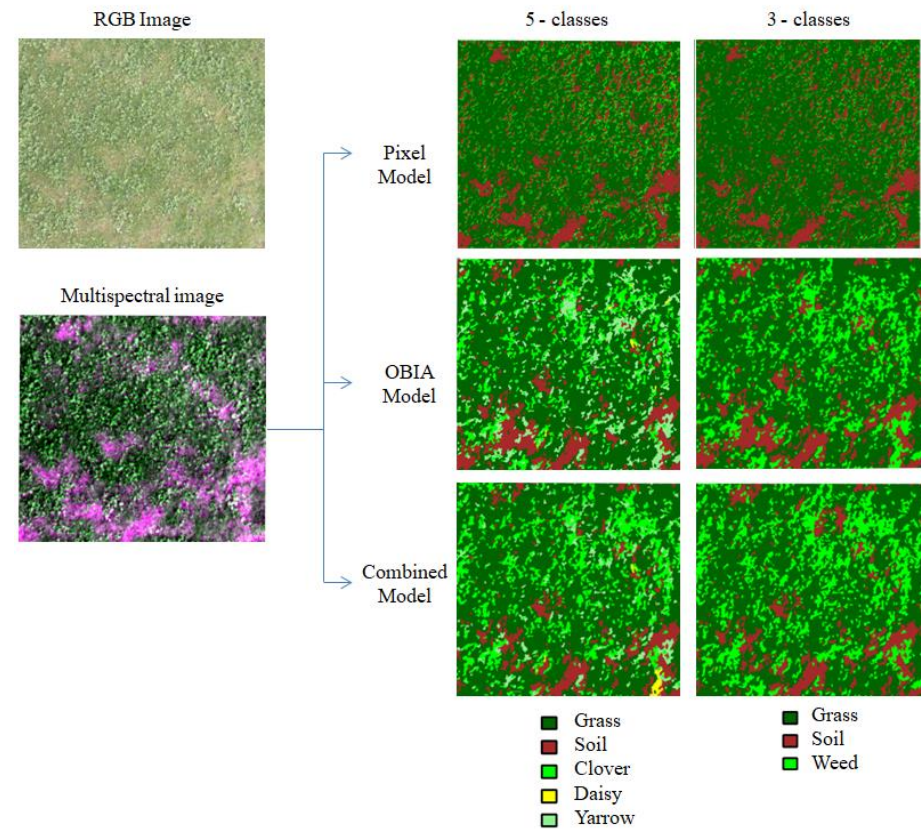 RGB Image
5 - classes
3 - classes
Pixel
Model
Multispectral image
OBIA
Model
Combined
Model
Grass
Soil
Clover
Daisy
Yarrow
Grass
Soil
Weed